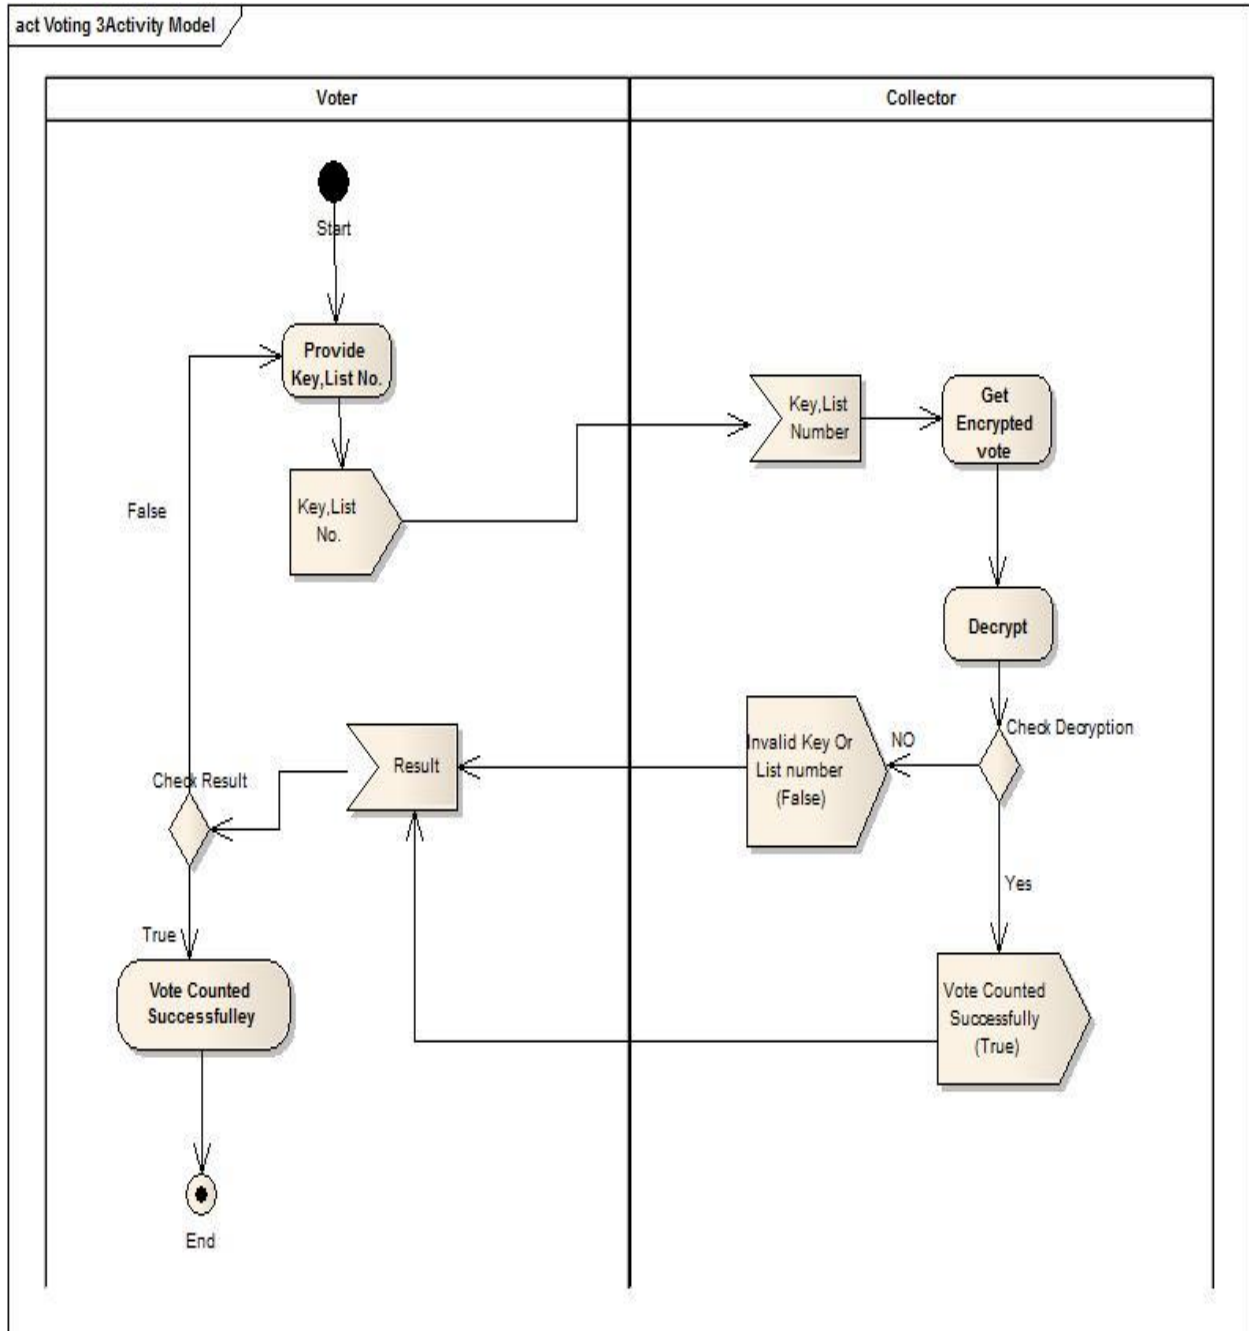 act Voting 3Activity Model
Voter
Collector
Start
Provide
Key,List No.
Key,List
No.
False
Key,List
Number
Get
Encrypted
vote
Decrypt
Check Decryption
NO
Invalid Key Or
List number
(False)
Result
Check Result
Yes
True
Vote Counted
Successfulley
Vote Counted
Successfully
(True)
End